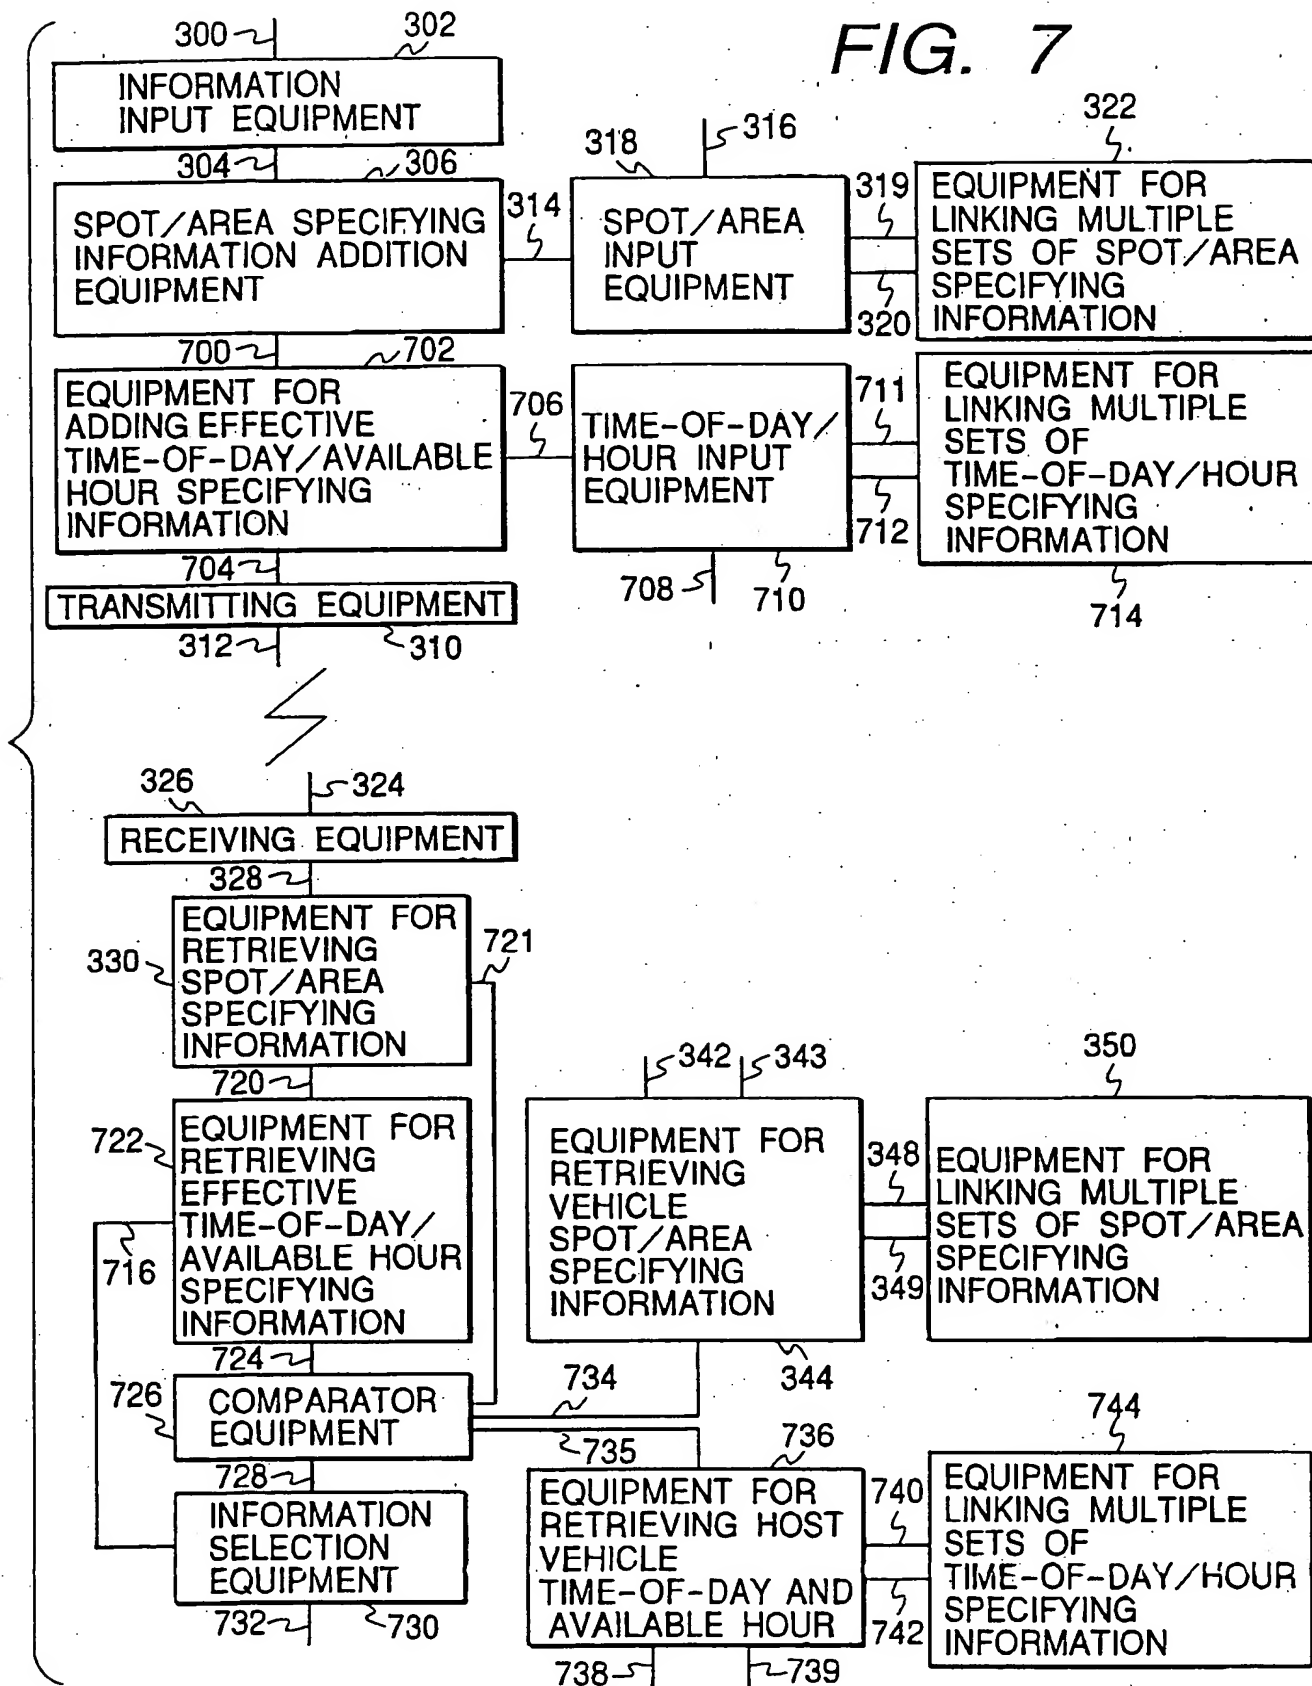 FIG. 7
300
302
INFORMATION
INPUT EQUIPMENT
304
306
SPOT/AREA SPECIFYING
INFORMATION ADDITION
EQUIPMENT
314
316
318
SPOT/AREA
INPUT
EQUIPMENT
319
320
322
EQUIPMENT FOR
LINKING MULTIPLE
SETS OF SPOT/AREA
SPECIFYING
INFORMATION
700
702
EQUIPMENT FOR
ADDING EFFECTIVE
TIME-OF-DAY/AVAILABLE
HOUR SPECIFYING
INFORMATION
706
TIME-OF-DAY/
HOUR INPUT
EQUIPMENT
711
712
EQUIPMENT FOR
LINKING MULTIPLE
SETS OF
TIME-OF-DAY/HOUR
SPECIFYING
INFORMATION
704
708
710
714
TRANSMITTING EQUIPMENT
312
310
326
324
RECEIVING EQUIPMENT
328
330
EQUIPMENT FOR
RETRIEVING
SPOT/AREA
SPECIFYING
INFORMATION
721
720
722
EQUIPMENT FOR
RETRIEVING
EFFECTIVE
TIME-OF-DAY/
AVAILABLE HOUR
SPECIFYING
INFORMATION
716
342
343
350
EQUIPMENT FOR
RETRIEVING
VEHICLE
SPOT/AREA
SPECIFYING
INFORMATION
348
349
EQUIPMENT FOR
LINKING MULTIPLE
SETS OF SPOT/AREA
SPECIFYING
INFORMATION
724
344
726
COMPARATOR
EQUIPMENT
734
735
736
744
728
INFORMATION
SELECTION
EQUIPMENT
732
730
EQUIPMENT FOR
RETRIEVING HOST
VEHICLE
TIME-OF-DAY AND
AVAILABLE HOUR
740
742
EQUIPMENT FOR
LINKING MULTIPLE
SETS OF
TIME-OF-DAY/HOUR
SPECIFYING
INFORMATION
738
739